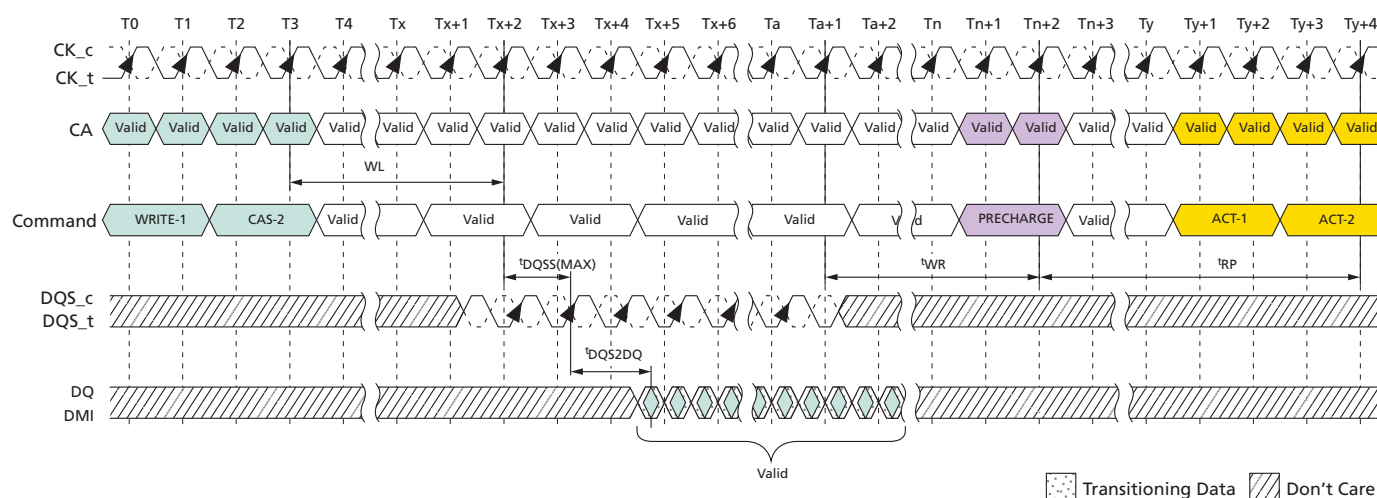 T0 T1 T2 T3 T4 Tx Tx+1 Tx+2 Tx+3 Tx+4 Tx+5 Tx+6 Ta Ta+1 Ta+2 Tn Tn+1 Tn+2 Tn+3 Ty Ty+1 Ty+2 Ty+3 Ty+4
CK_c
CK_t
CA Valid Valid Valid Valid Valid Valid Valid Valid Valid Valid Valid Valid Valid Valid Valid Valid Valid Valid Valid Valid Valid Valid Valid Valid
WL
Command WRITE-1 CAS-2 Valid Valid Valid Valid Valid Valid PRECHARGE Valid ACT-1 ACT-2
tDQSS(MAX) tWR tRP
DQS_c
DQS_t
tDQS2DQ
DQ
DMI
Valid
Transitioning Data Don't Care